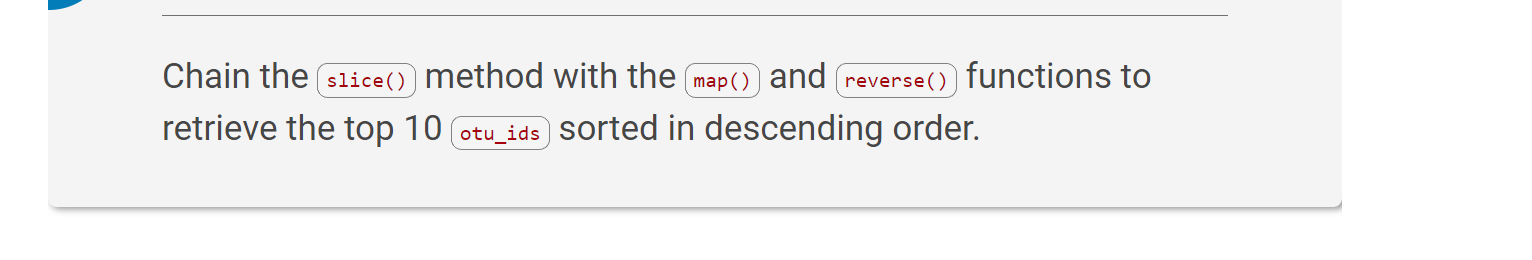 Chain the slice() method with the map() and reverse() functions to
retrieve the top 10 otu_ids sorted in descending order.